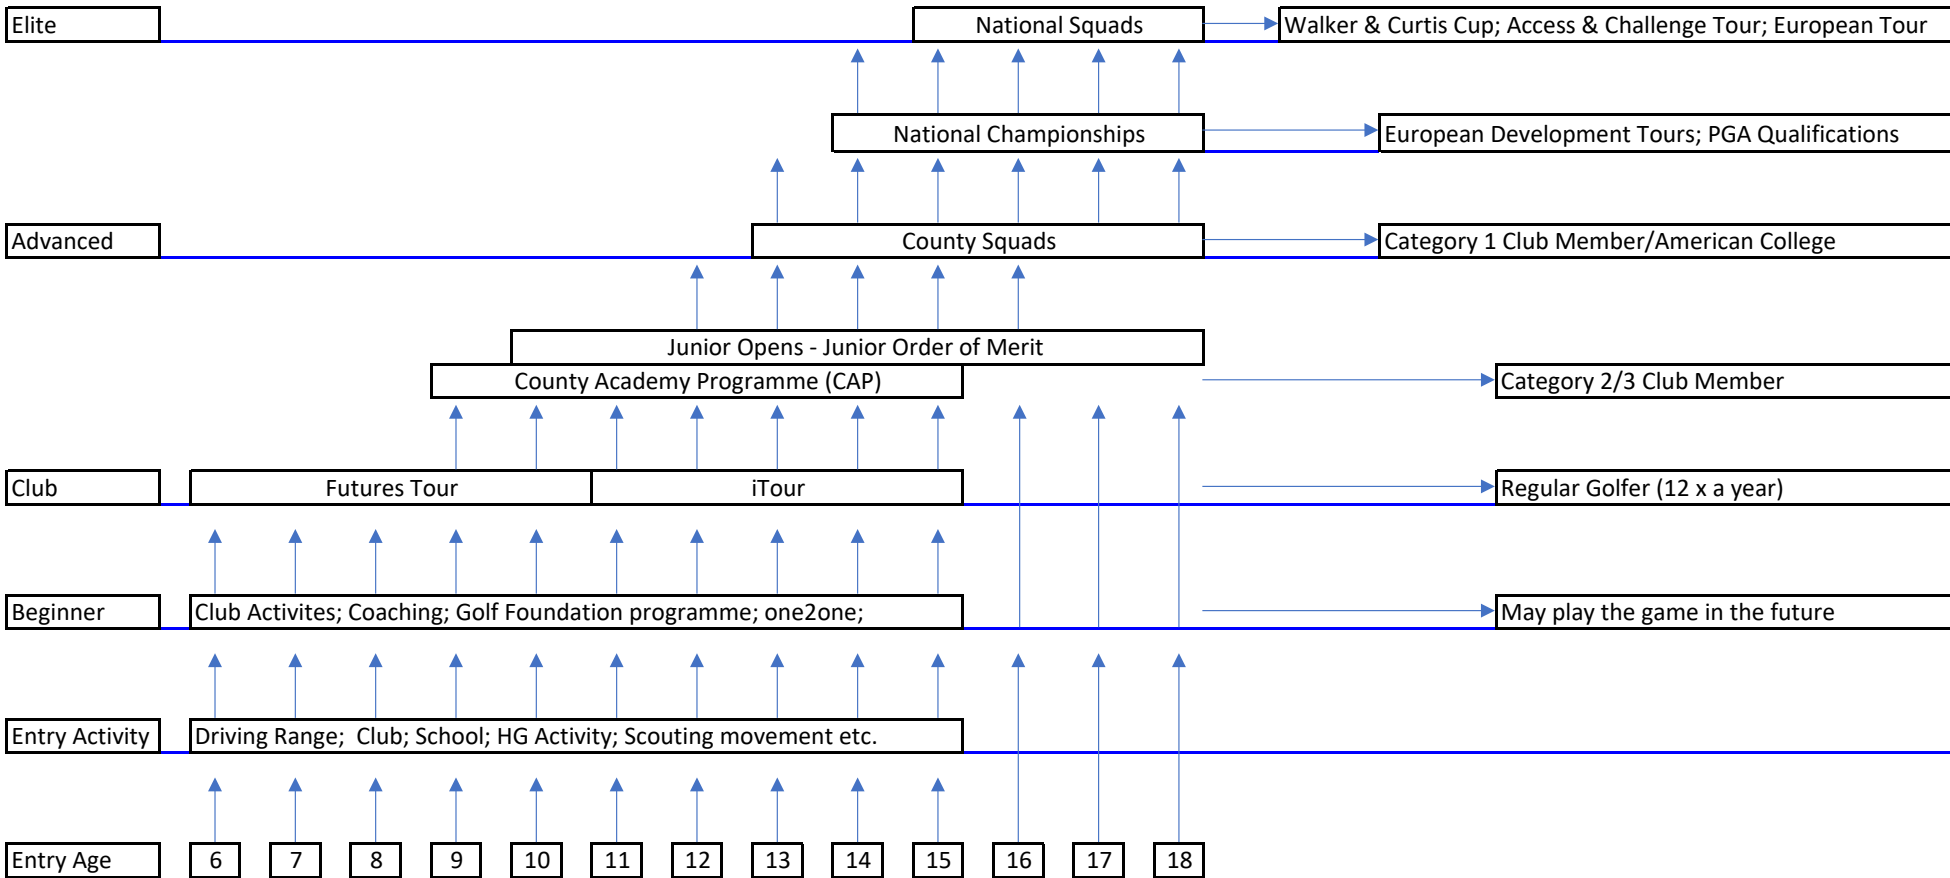 Elite
National Squads
Walker & Curtis Cup; Access & Challenge Tour; European Tour
National Championships
European Development Tours; PGA Qualifications
Advanced
County Squads
Category 1 Club Member/American College
Junior Opens - Junior Order of Merit
County Academy Programme (CAP)
Category 2/3 Club Member
Club
Futures Tour
iTour
Regular Golfer (12 x a year)
Beginner
Club Activites; Coaching; Golf Foundation programme; one2one;
May play the game in the future
Entry Activity
Driving Range;  Club; School; HG Activity; Scouting movement etc.
Entry Age
6
7
8
9
10
11
12
13
14
15
16
17
18